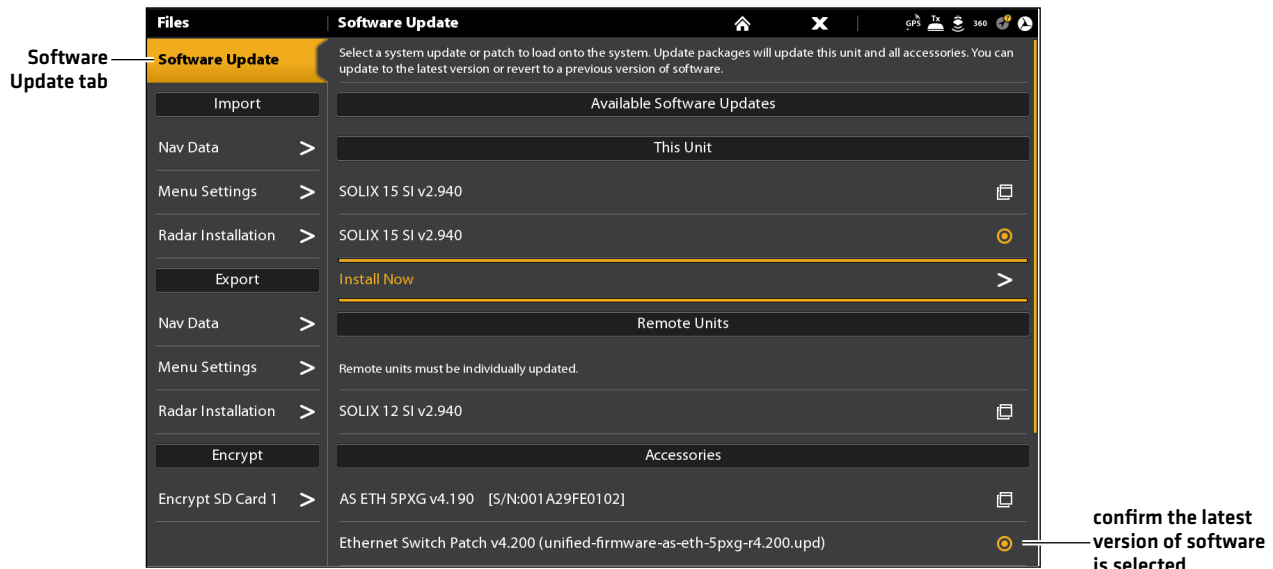 Files
Software Update
GPS
Tx
360
Software
Update tab
Software Update
Select a system update or patch to load onto the system. Update packages will update this unit and all accessories. You can
update to the latest version or revert to a previous version of software.
Import
Available Software Updates
Nav Data
This Unit
Menu Settings
SOLIX 15 SI v2.940
Radar Installation
SOLIX 15 SI v2.940
Export
Install Now
Nav Data
Remote Units
Menu Settings
Remote units must be individually updated.
Radar Installation
SOLIX 12 SI v2.940
Encrypt
Accessories
Encrypt SD Card 1
AS ETH 5PXG v4.190 [S/N:001A29FE0102]
Ethernet Switch Patch v4.200 (unified-firmware-as-eth-5pxg-r4.200.upd)
confirm the latest
version of software
is selected